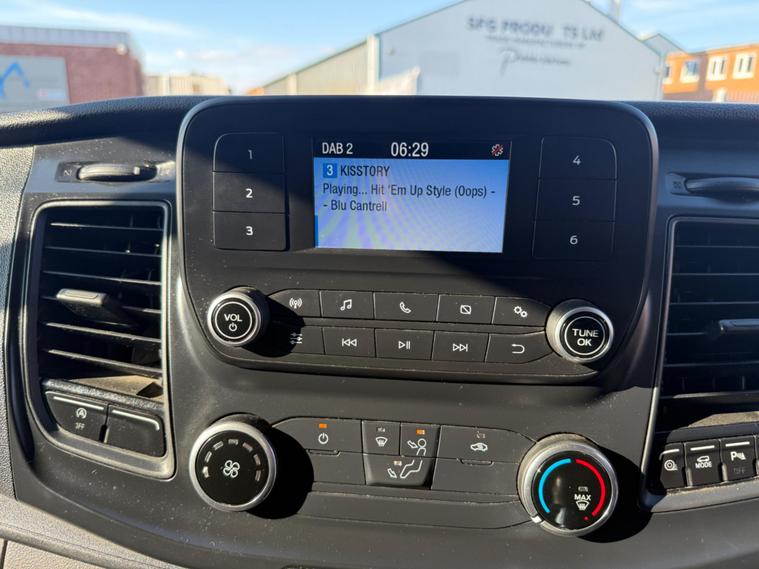 SFG PRODU TS Ltd
DAB 2 06:29
3 KISSTORY
Playing... Hit 'Em Up Style (Oops) -
- Blu Cantrell
1
2
3
4
5
6
VOL
TUNE
OK
A
OFF
MAX
MODE
OFF